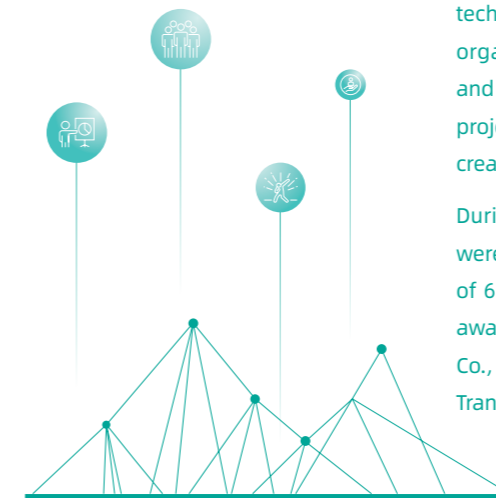 tech
orga
and
proj
crea
Duri
were
of 6
awa
Co.,
Tran